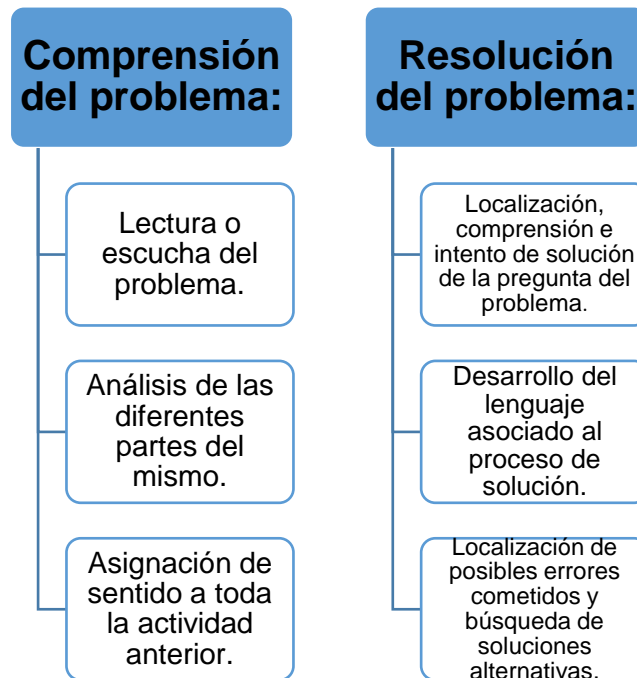 Comprensión
del problema:
Lectura o
escucha del
problema.
Análisis de las
diferentes
partes del
mismo.
Asignación de
sentido a toda
la actividad
anterior.
Resolución
del problema:
Localización,
comprensión e
intento de solución
de la pregunta del
problema.
Desarrollo del
lenguaje
asociado al
proceso de
solución.
Localización de
posibles errores
cometidos y
búsqueda de
soluciones
alternativas.